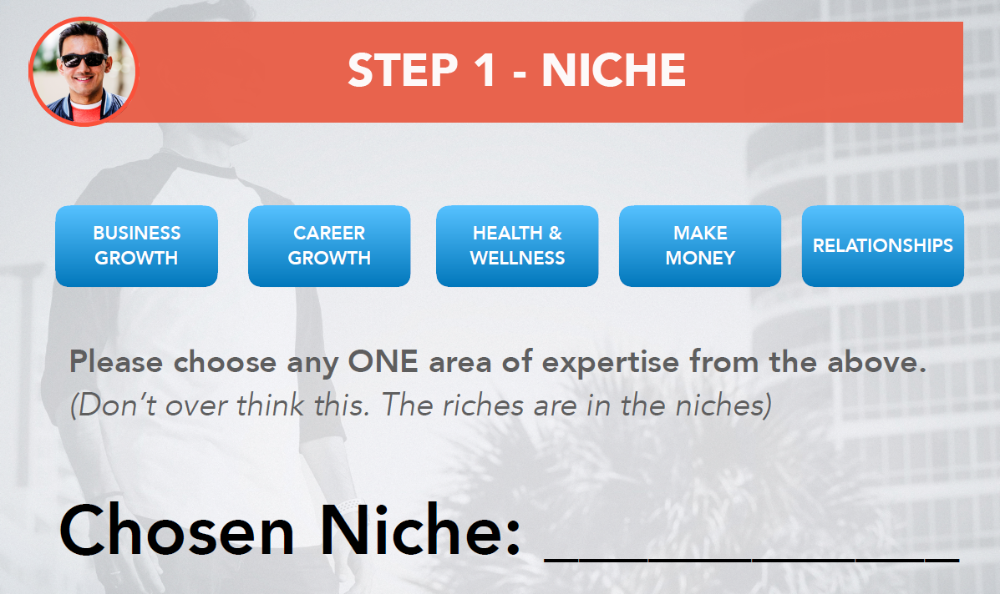 STEP 1 - NICHE
BUSINESS
GROWTH
CAREER
GROWTH
HEALTH &
WELLNESS
MAKE
MONEY
RELATIONSHIPS
Please choose any ONE area of expertise from the above.
(Don’t over think this. The riches are in the niches)
Chosen Niche: ____________